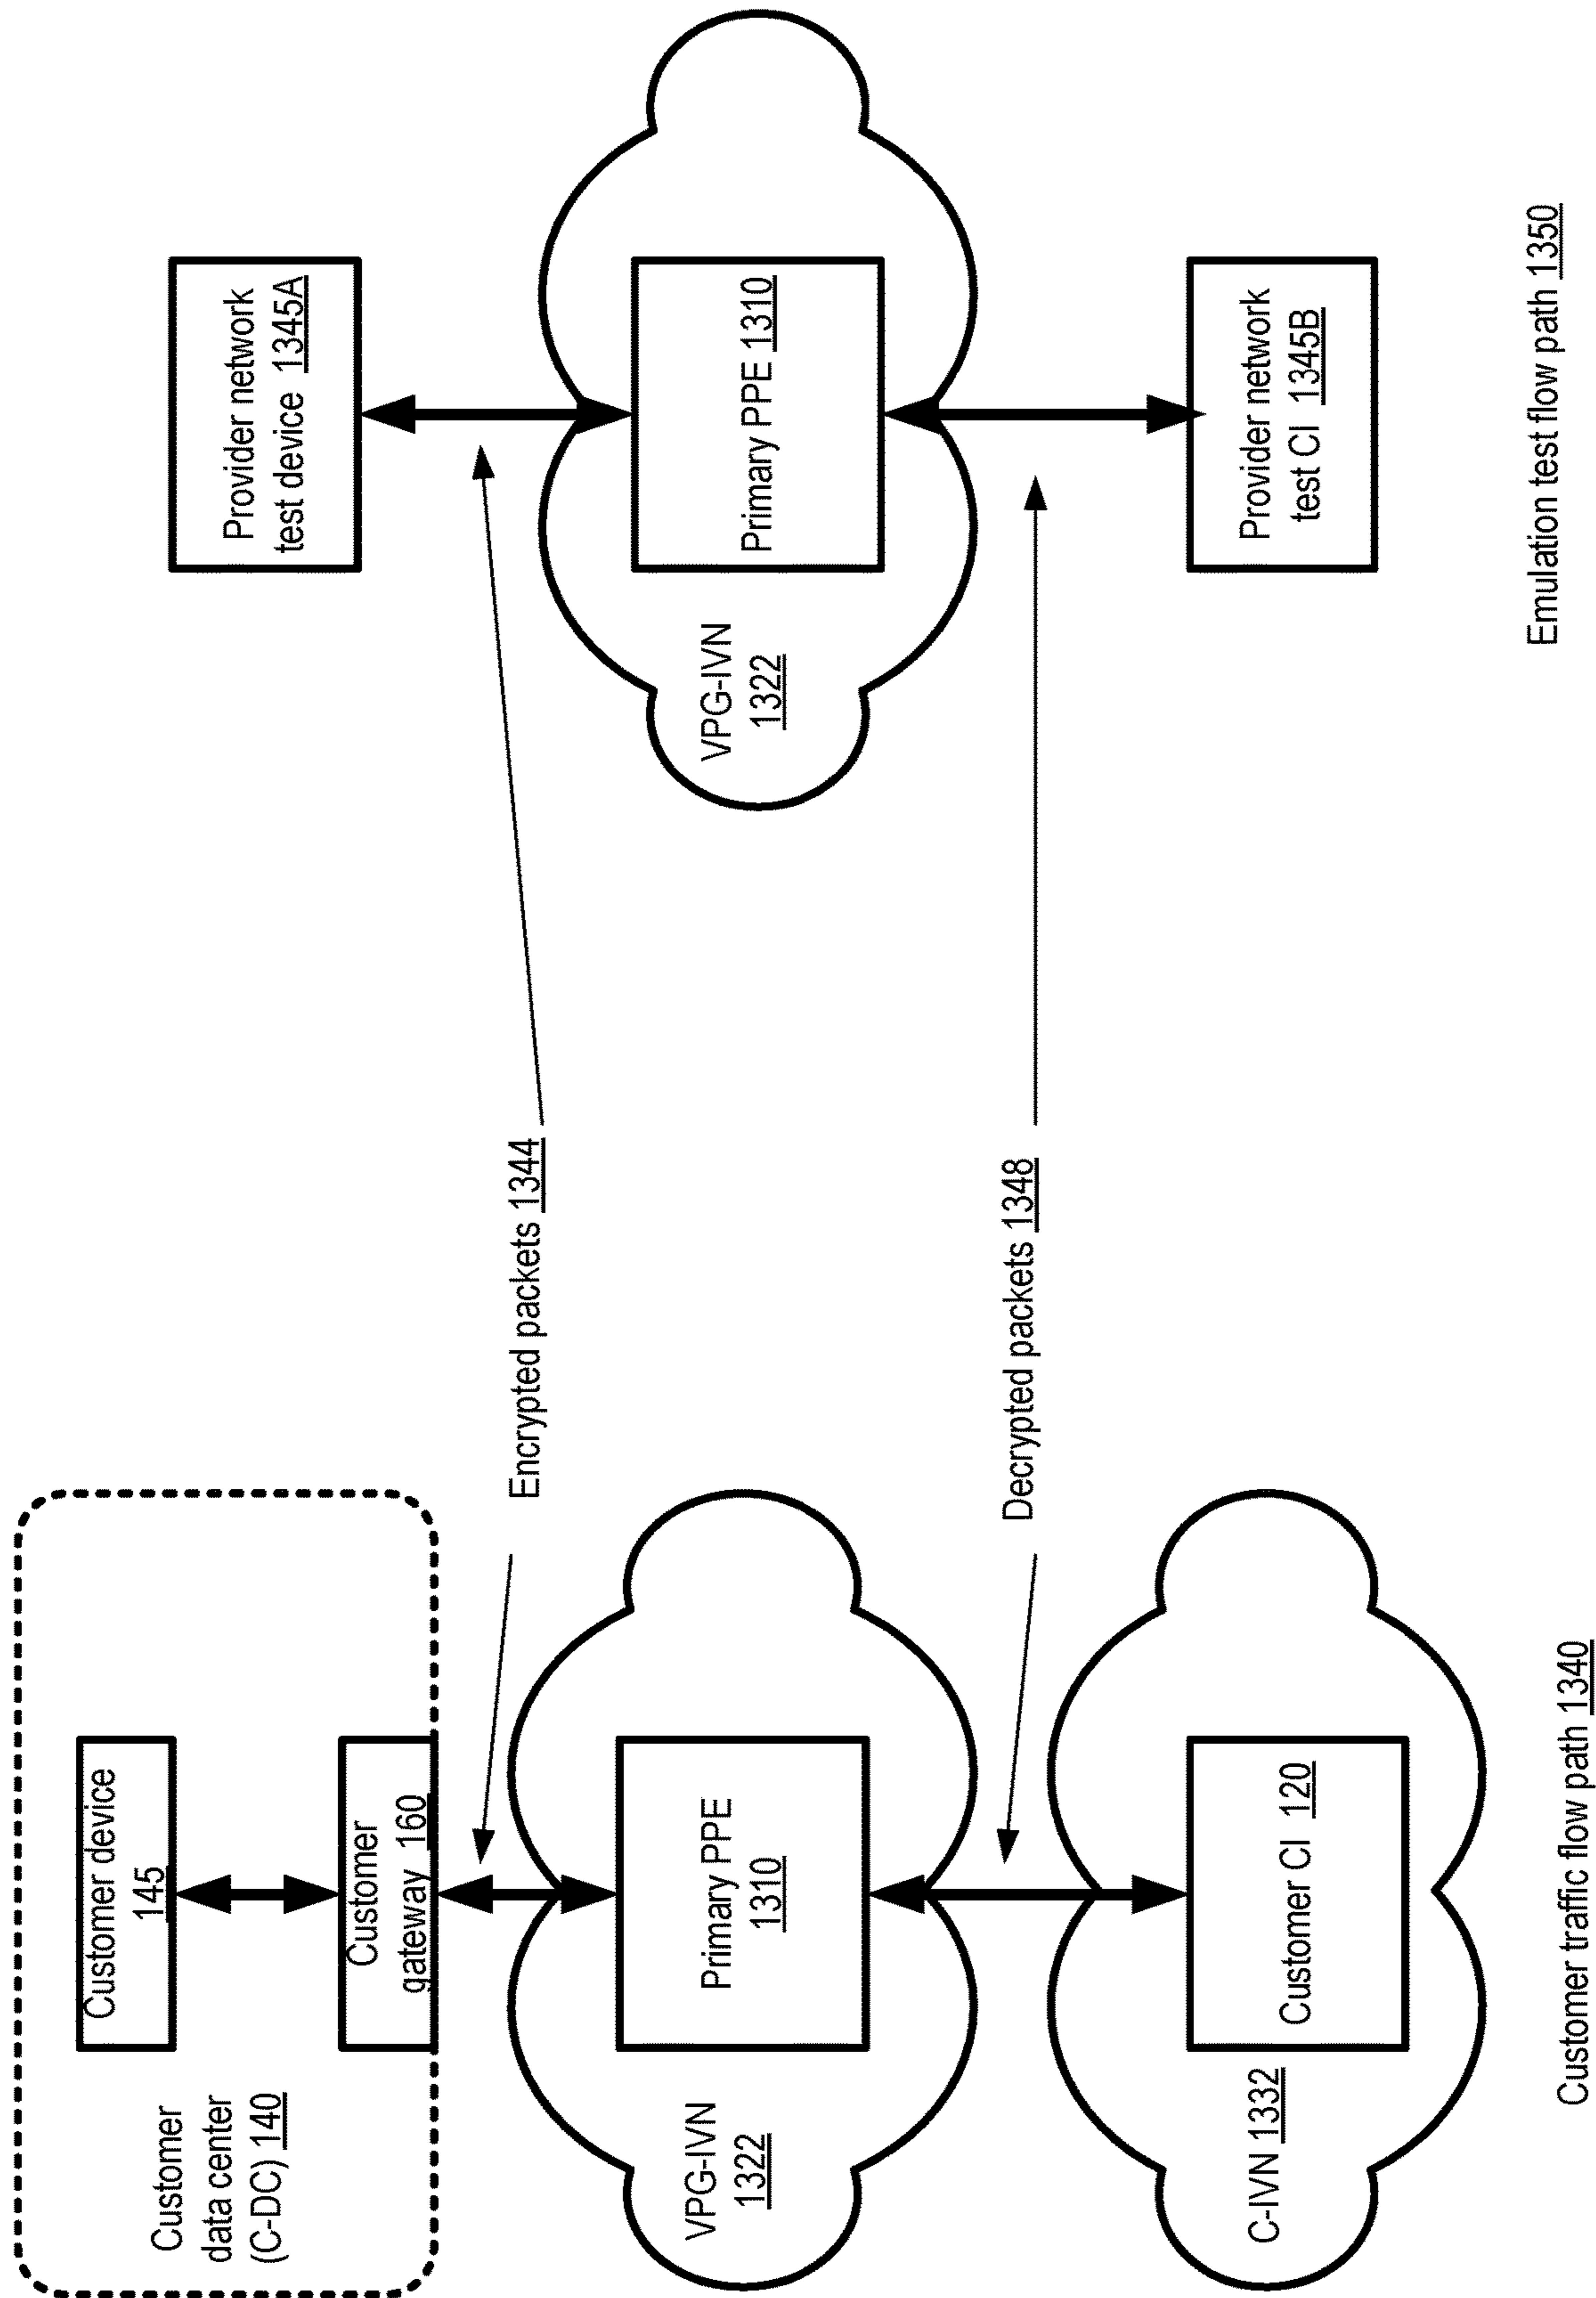 Customer device
145
Customer
gateway 160
Customer
data center
(C-DC) 140
Encrypted packets 1344
VPG-IVN
1322
Primary PPE
1310
Decrypted packets 1348
C-IVN 1332
Customer CI 120
Customer traffic flow path 1340
Provider network
test device 1345A
VPG-IVN
1322
Primary PPE 1310
Provider network
test CI 1345B
Emulation test flow path 1350